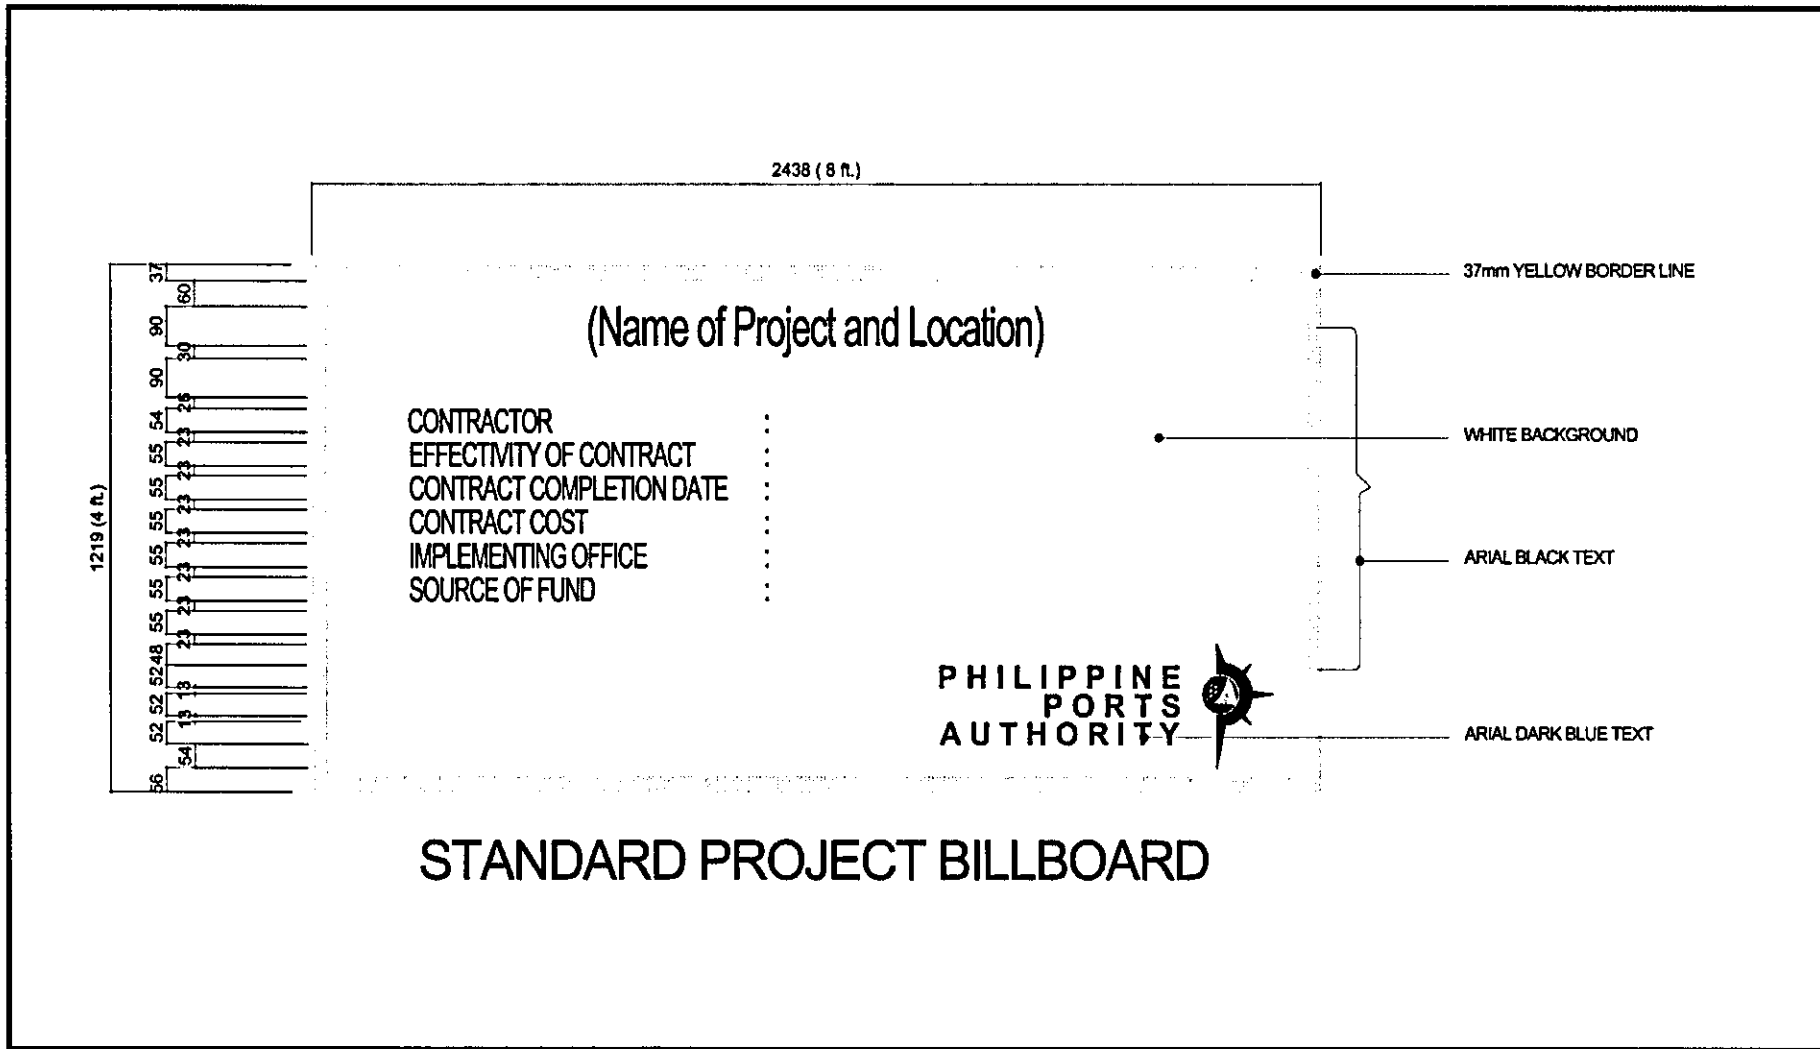 2438 ( 8 ft.)
1219 (4 ft.)
37
60
90
30
90
54
23
55
23
55
23
55
23
55
23
55
23
55
23
48
52
13
52
13
52
54
56
(Name of Project and Location)
CONTRACTOR :
EFFECTIVITY OF CONTRACT :
CONTRACT COMPLETION DATE :
CONTRACT COST :
IMPLEMENTING OFFICE :
SOURCE OF FUND :
PHILIPPINE
PORTS
AUTHORITY
37mm YELLOW BORDER LINE
WHITE BACKGROUND
ARIAL BLACK TEXT
ARIAL DARK BLUE TEXT
STANDARD PROJECT BILLBOARD